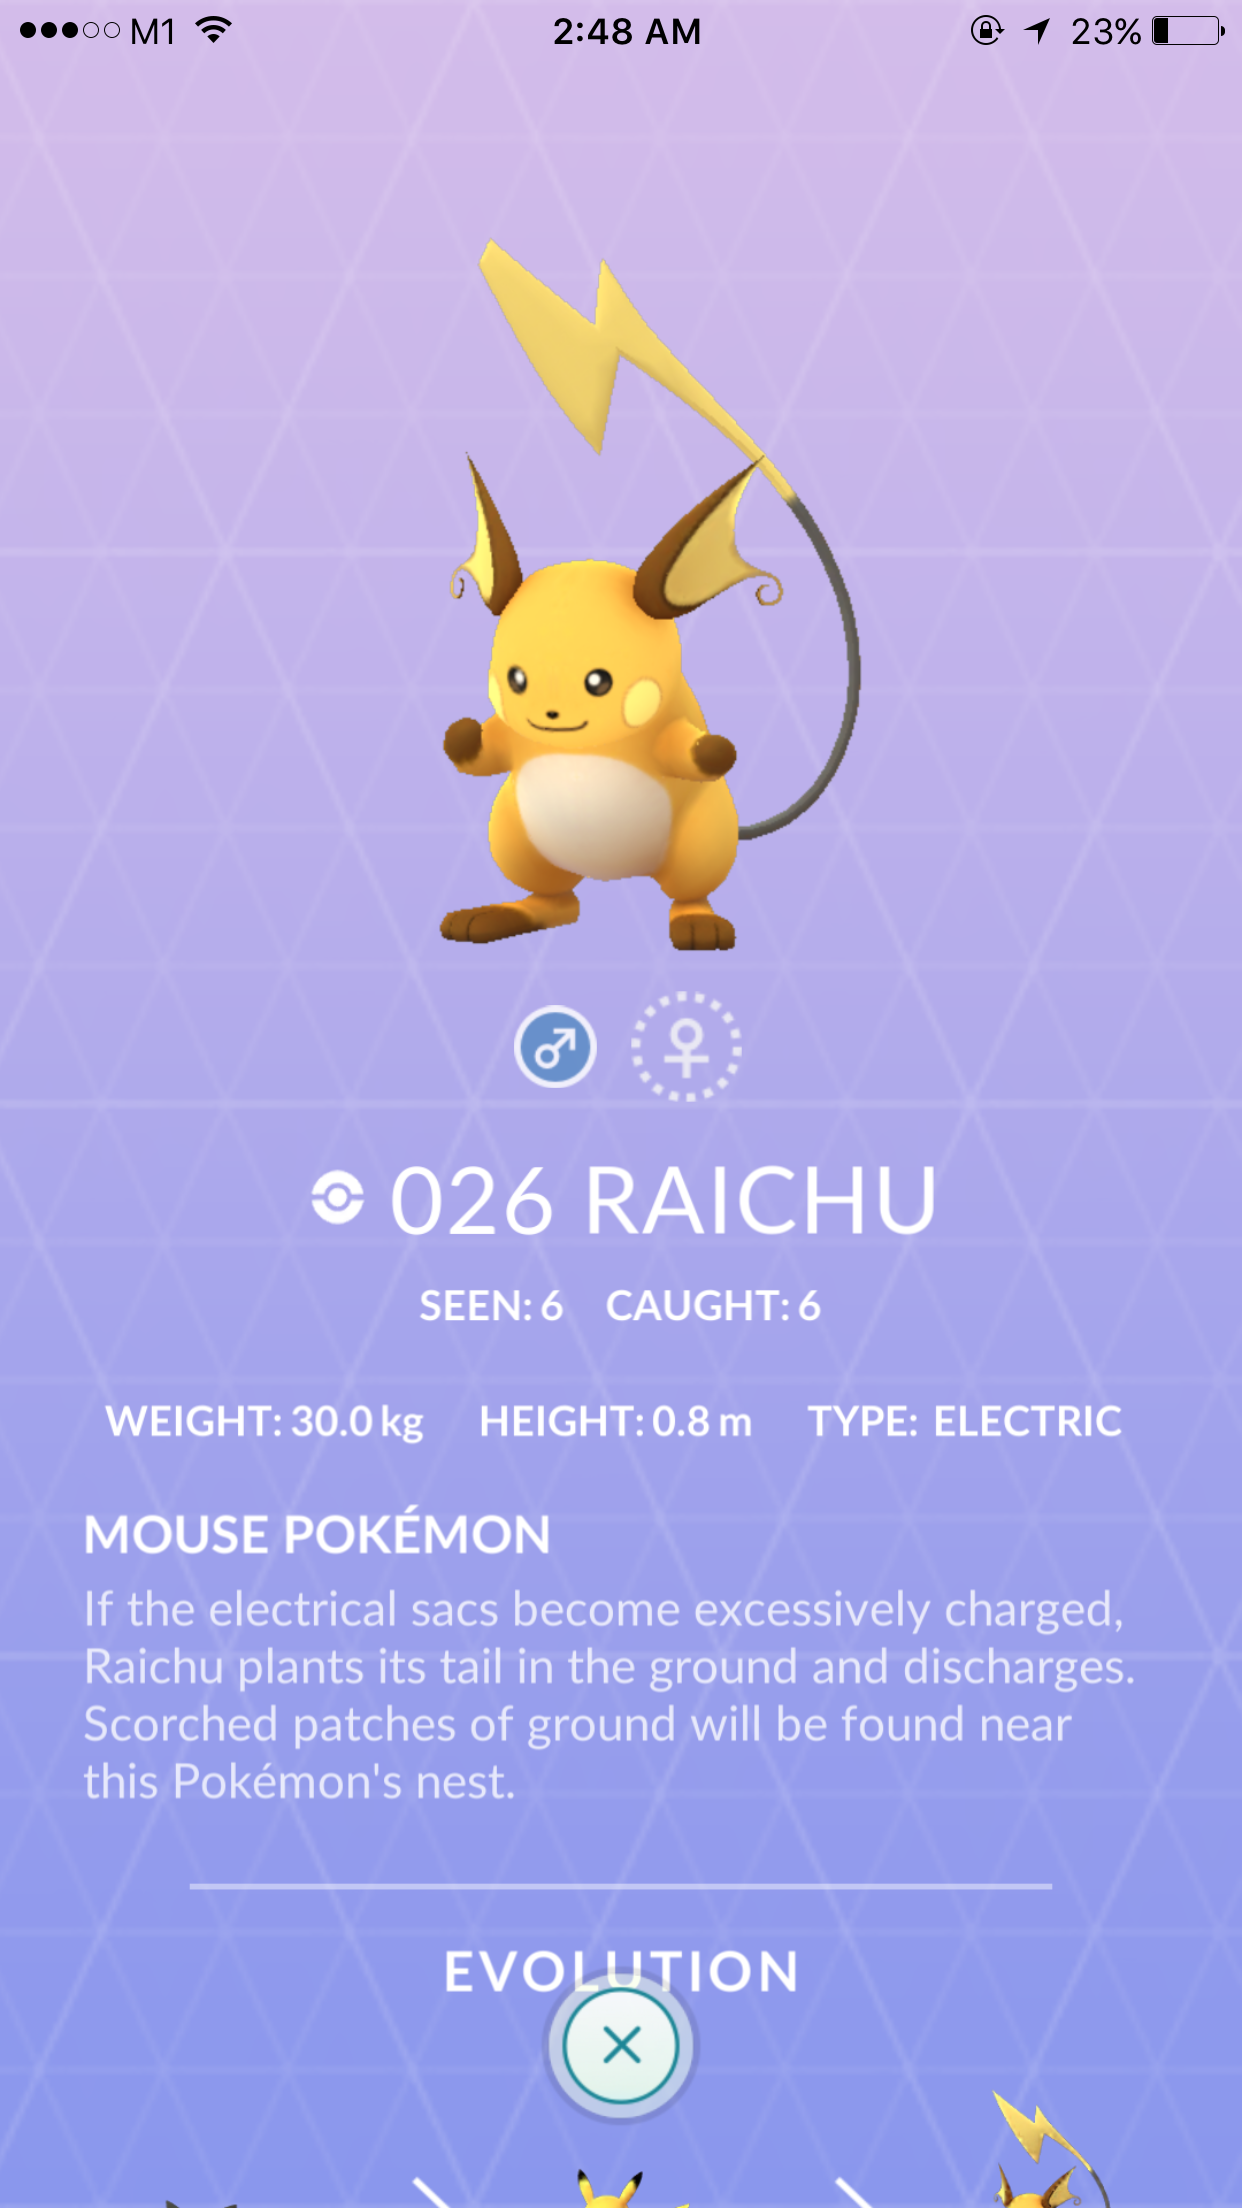 M1 2:48 AM 23%
026 RAICHU
SEEN: 6 CAUGHT: 6
WEIGHT: 30.0 kg HEIGHT: 0.8 m TYPE: ELECTRIC
MOUSE POKÉMON
If the electrical sacs become excessively charged,
Raichu plants its tail in the ground and discharges.
Scorched patches of ground will be found near
this Pokémon's nest.
EVOLUTION